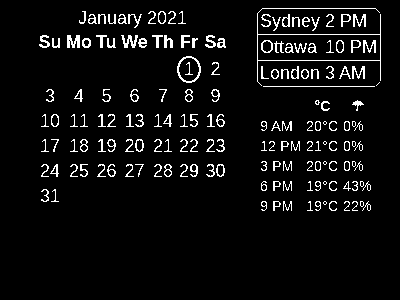 January 2021
Su Mo Tu We Th Fr Sa
1 2
3 4 5 6 7 8 9
10 11 12 13 14 15 16
17 18 19 20 21 22 23
24 25 26 27 28 29 30
31
Sydney 2 PM
Ottawa 10 PM
London 3 AM
°C ☂
9 AM 20°C 0%
12 PM 21°C 0%
3 PM 20°C 0%
6 PM 19°C 43%
9 PM 19°C 22%